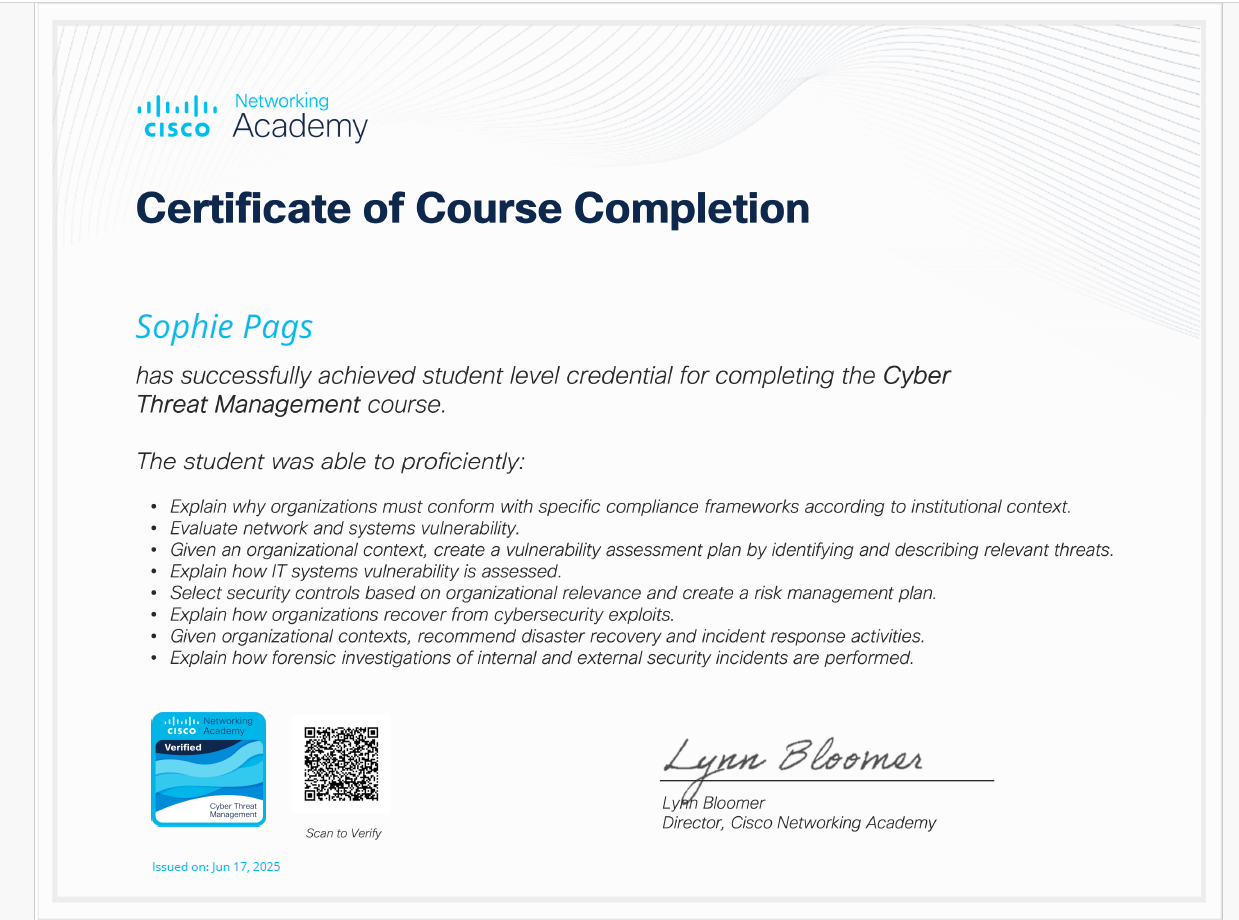 Networking
CISCO Academy
Certificate of Course Completion
Sophie Pags
has successfully achieved student level credential for completing the Cyber
Threat Management course.
The student was able to proficiently:
• Explain why organizations must conform with specific compliance frameworks according to institutional context.
• Evaluate network and systems vulnerability.
• Given an organizational context, create a vulnerability assessment plan by identifying and describing relevant threats.
• Explain how IT systems vulnerability is assessed.
• Select security controls based on organizational relevance and create a risk management plan.
• Explain how organizations recover from cybersecurity exploits.
• Given organizational contexts, recommend disaster recovery and incident response activities.
• Explain how forensic investigations of internal and external security incidents are performed.
Networking
CISCO Academy
Verified
Cyber Threat
Management
Scan to Verify
Lynn Bloomer
Lynn Bloomer
Director, Cisco Networking Academy
Issued on: Jun 17, 2025